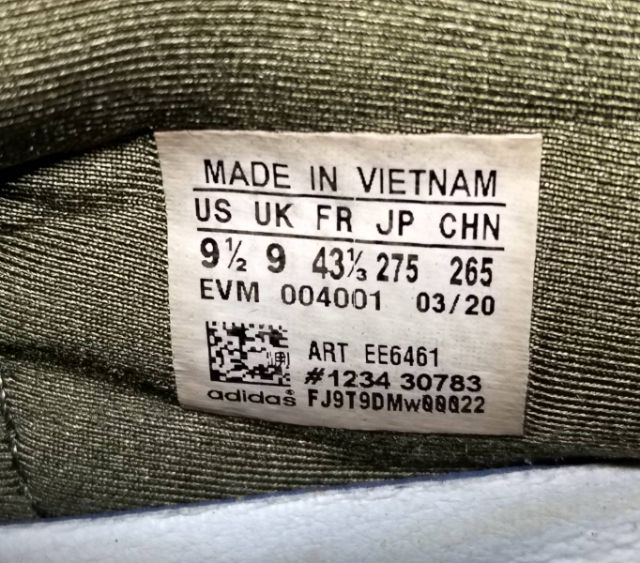 MADE IN VIETNAM
US UK FR JP CHN
9½ 9 43⅓ 275 265
EVM 004001 03/20
ART EE6461
#1234 30783
adidas® FJ9T9DMwQQQ22